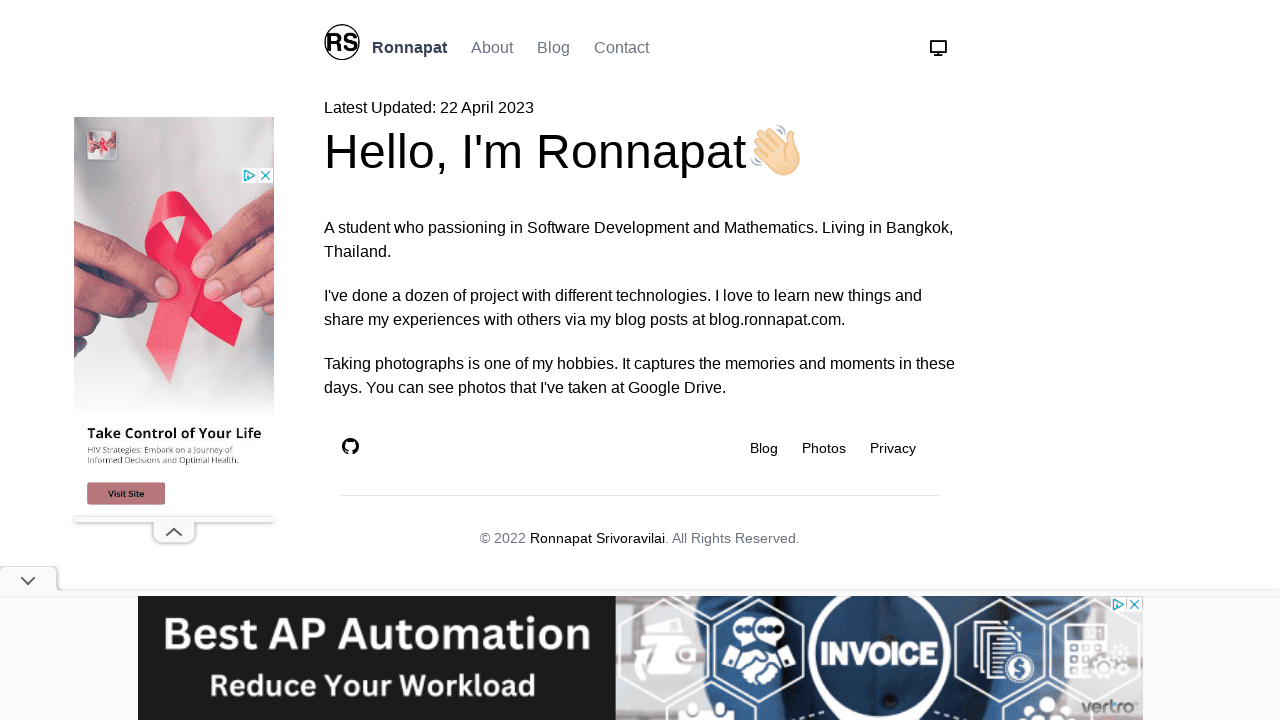 RS
Ronnapat
About
Blog
Contact
Latest Updated: 22 April 2023
Hello, I'm Ronnapat
A student who passioning in Software Development and Mathematics. Living in Bangkok,
Thailand.
I've done a dozen of project with different technologies. I love to learn new things and
share my experiences with others via my blog posts at blog.ronnapat.com.
Taking photographs is one of my hobbies. It captures the memories and moments in these
days. You can see photos that I've taken at Google Drive.
Take Control of Your Life
HIV Strategies: Embark on a Journey of
Informed Decisions and Optimal Health.
Visit Site
Blog
Photos
Privacy
© 2022 Ronnapat Srivoravilai. All Rights Reserved.
Best AP Automation
Reduce Your Workload
INVOICE
vertro